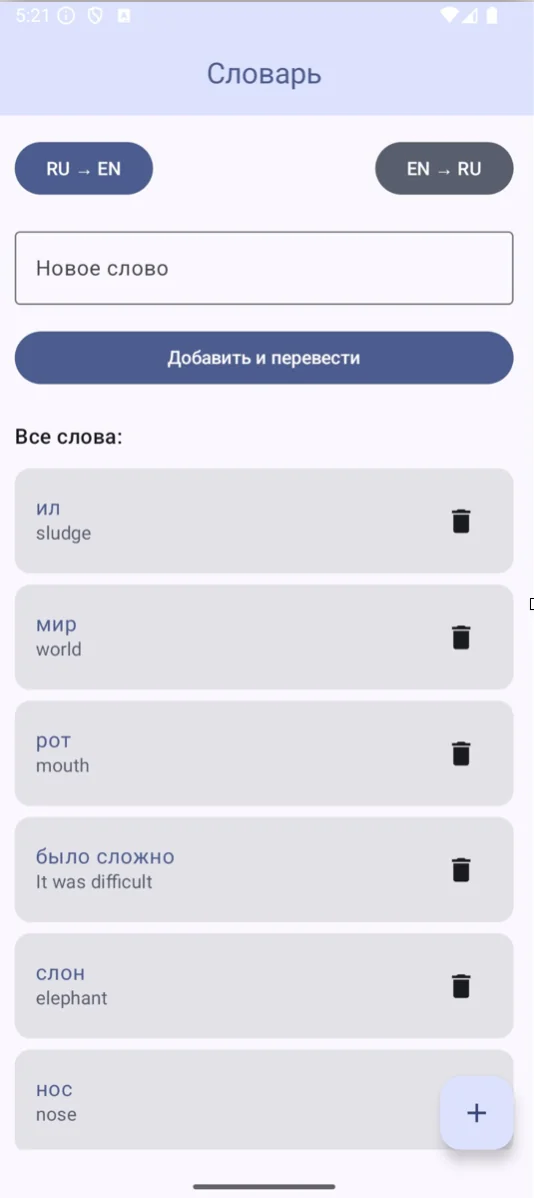 5:21
Словарь
RU → EN
EN → RU
Новое слово
Добавить и перевести
Все слова:
ил
sludge
мир
world
рот
mouth
было сложно
It was difficult
слон
elephant
нос
nose
+